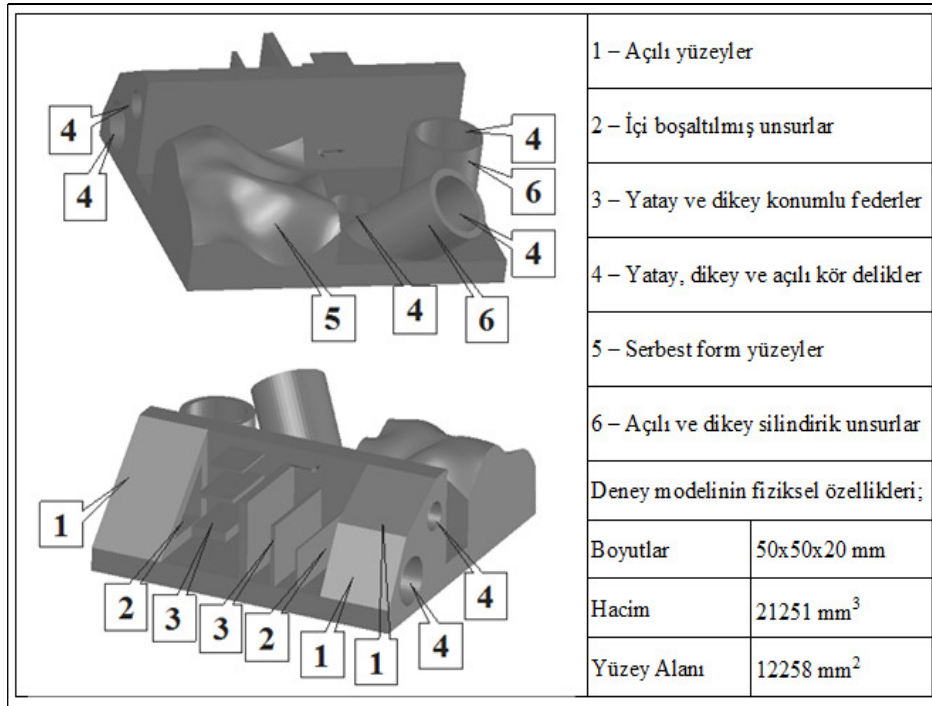 4
4
4
6
4
5
4
6
1
2
3
3
2
1
1
4
4
1 – Açılı yüzeyler
2 – İçi boşaltılmış unsurlar
3 – Yatay ve dikey konumlu federler
4 – Yatay, dikey ve açılı kör delikler
5 – Serbest form yüzeyler
6 – Açılı ve dikey silindirik unsurlar
Deney modelinin fiziksel özellikleri;
Boyutlar 50x50x20 mm
Hacim 21251 mm³
Yüzey Alanı 12258 mm²